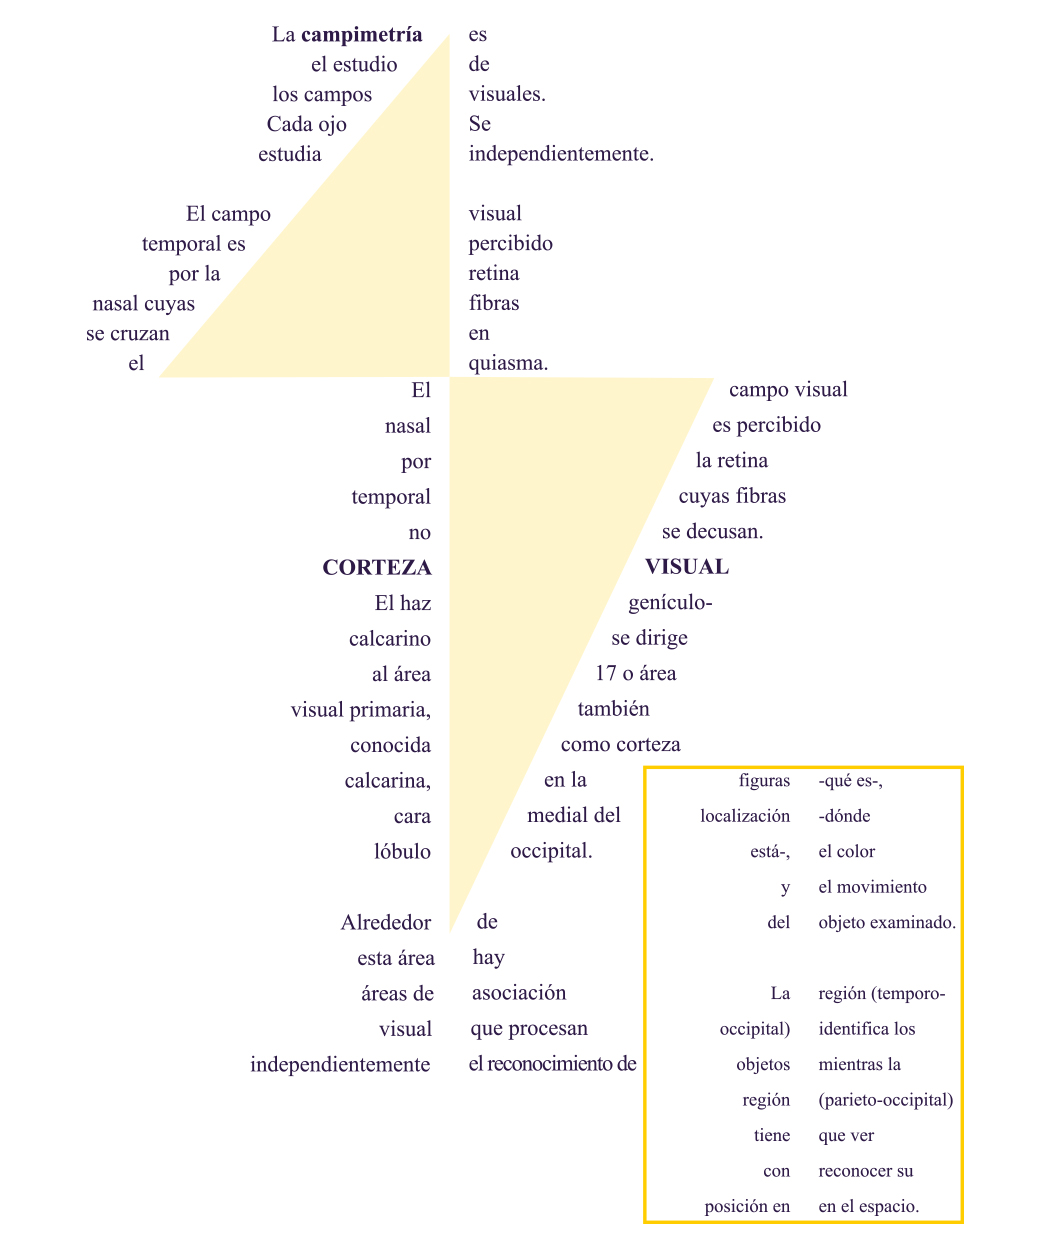 La campimetría es
el estudio de
los campos visuales.
Cada ojo Se
estudia independientemente.
El campo visual
temporal es percibido
por la retina
nasal cuyas fibras
se cruzan en
el quiasma.
El campo visual
nasal es percibido
por la retina
temporal cuyas fibras
no se decusan.
CORTEZA VISUAL
El haz genículo-
calcarino se dirige
al área 17 o área
visual primaria, también
conocida como corteza
calcarina, en la
cara medial del
lóbulo occipital.
Alrededor de
esta área hay
áreas de asociación
visual que procesan
independientemente el reconocimiento de
figuras -qué es-,
localización -dónde
está-, el color
y el movimiento
del objeto examinado.
La región (temporo-
occipital) identifica los
objetos mientras la
región (parieto-occipital)
tiene que ver
con reconocer su
posición en en el espacio.